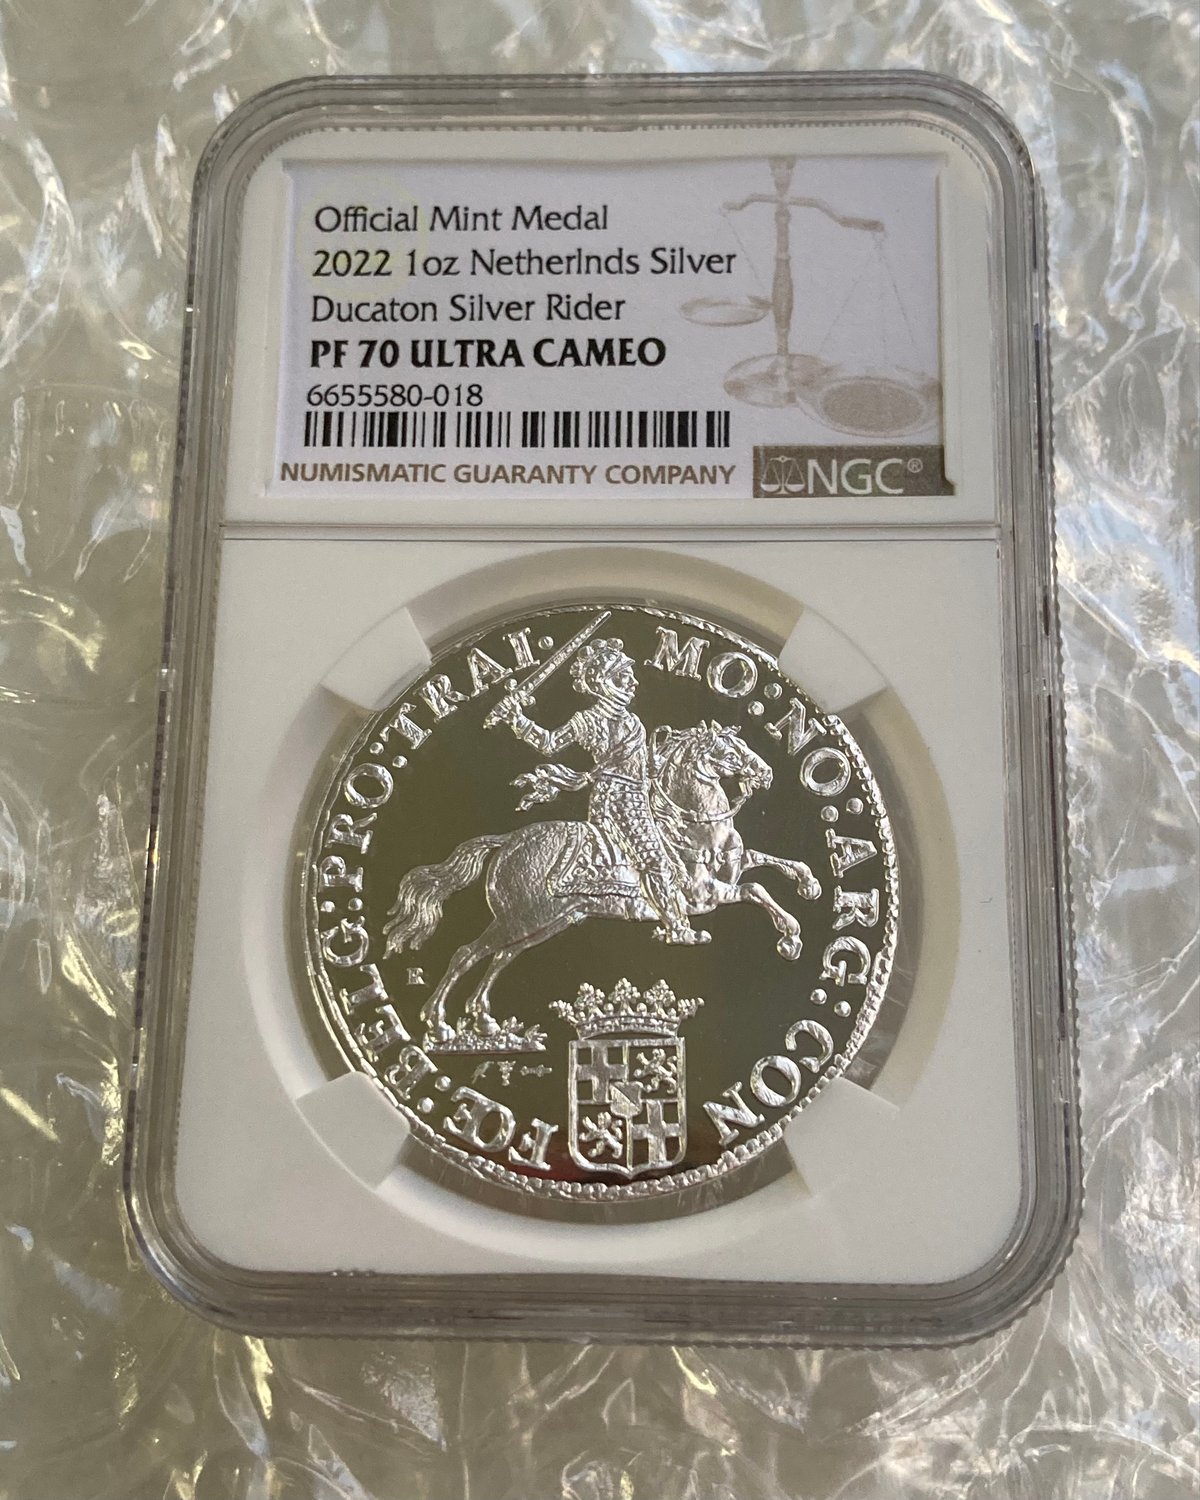 Official Mint Medal
2022 1oz Netherlnds Silver
Ducaton Silver Rider
PF 70 ULTRA CAMEO
6655580-018
NUMISMATIC GUARANTY COMPANY
NGC®
MO:NO:ARG:CON
FŒ:BELG:PRO:TRAI·
K